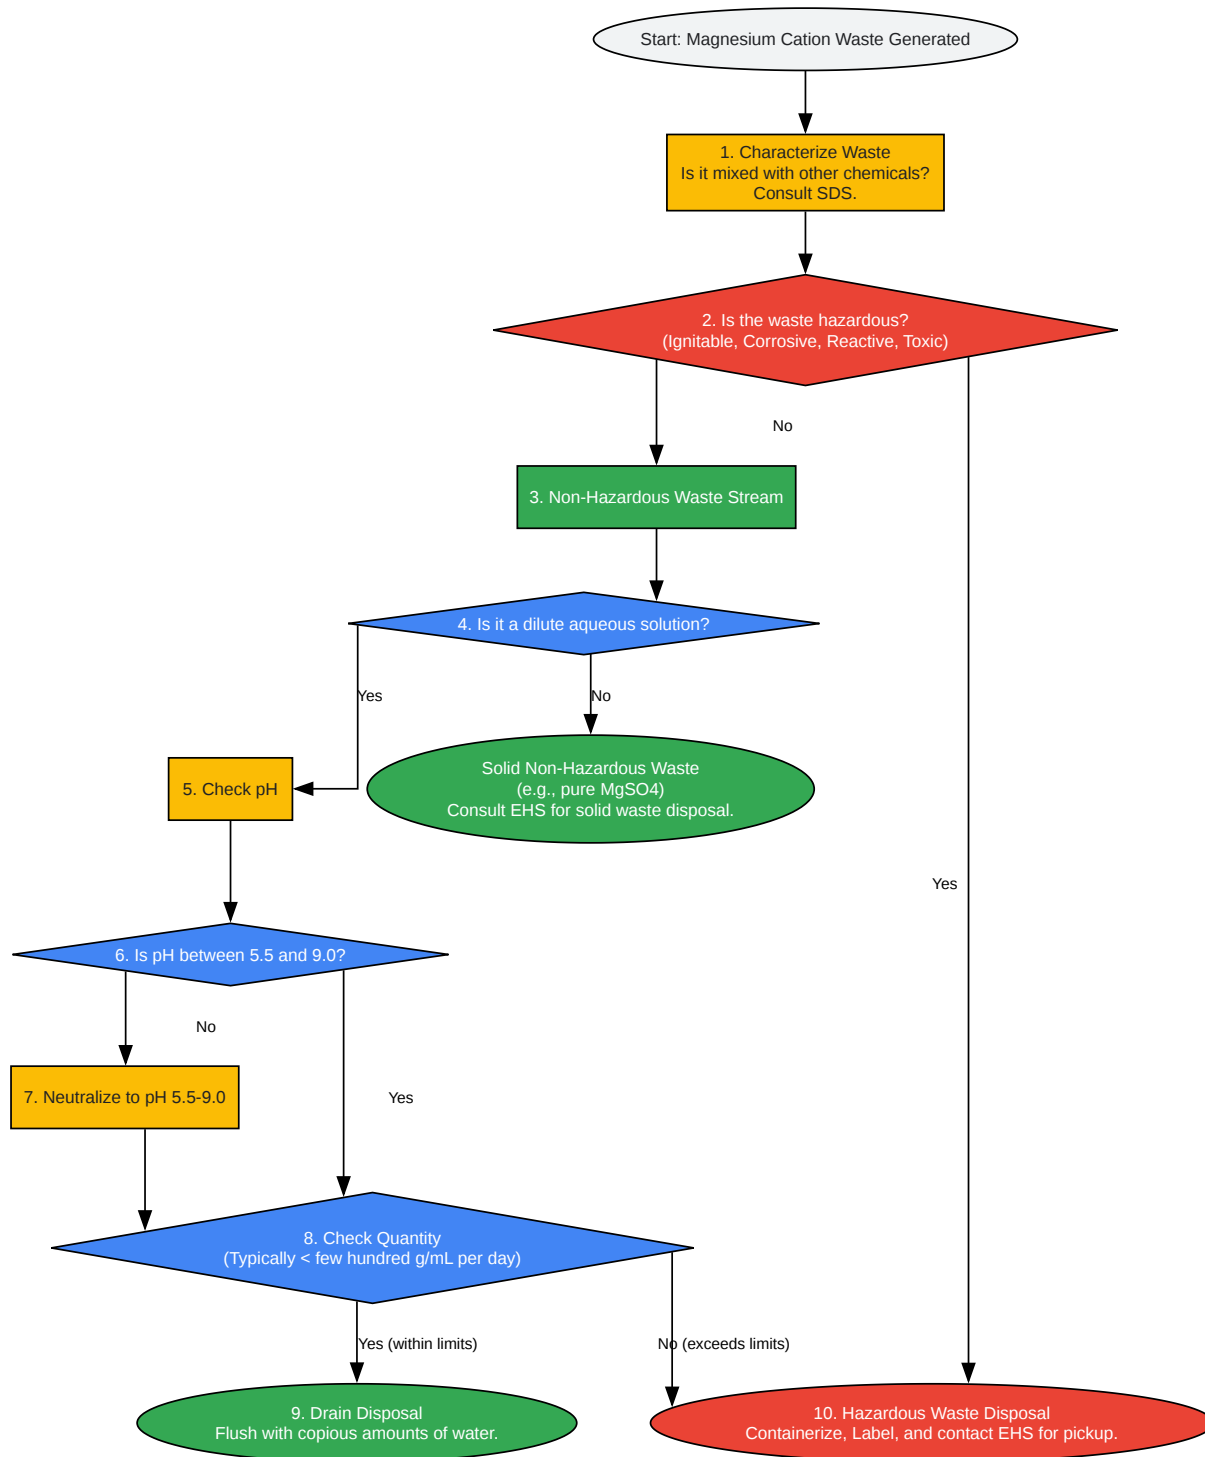 Start: Magnesium Cation Waste Generated
1. Characterize Waste
Is it mixed with other chemicals?
Consult SDS.
2. Is the waste hazardous?
(Ignitable, Corrosive, Reactive, Toxic)
No
3. Non-Hazardous Waste Stream
4. Is it a dilute aqueous solution?
Yes
No
Solid Non-Hazardous Waste
(e.g., pure MgSO4)
Consult EHS for solid waste disposal.
5. Check pH
Yes
6. Is pH between 5.5 and 9.0?
No
7. Neutralize to pH 5.5-9.0
Yes
8. Check Quantity
(Typically < few hundred g/mL per day)
Yes (within limits)
No (exceeds limits)
9. Drain Disposal
Flush with copious amounts of water.
10. Hazardous Waste Disposal
Containerize, Label, and contact EHS for pickup.